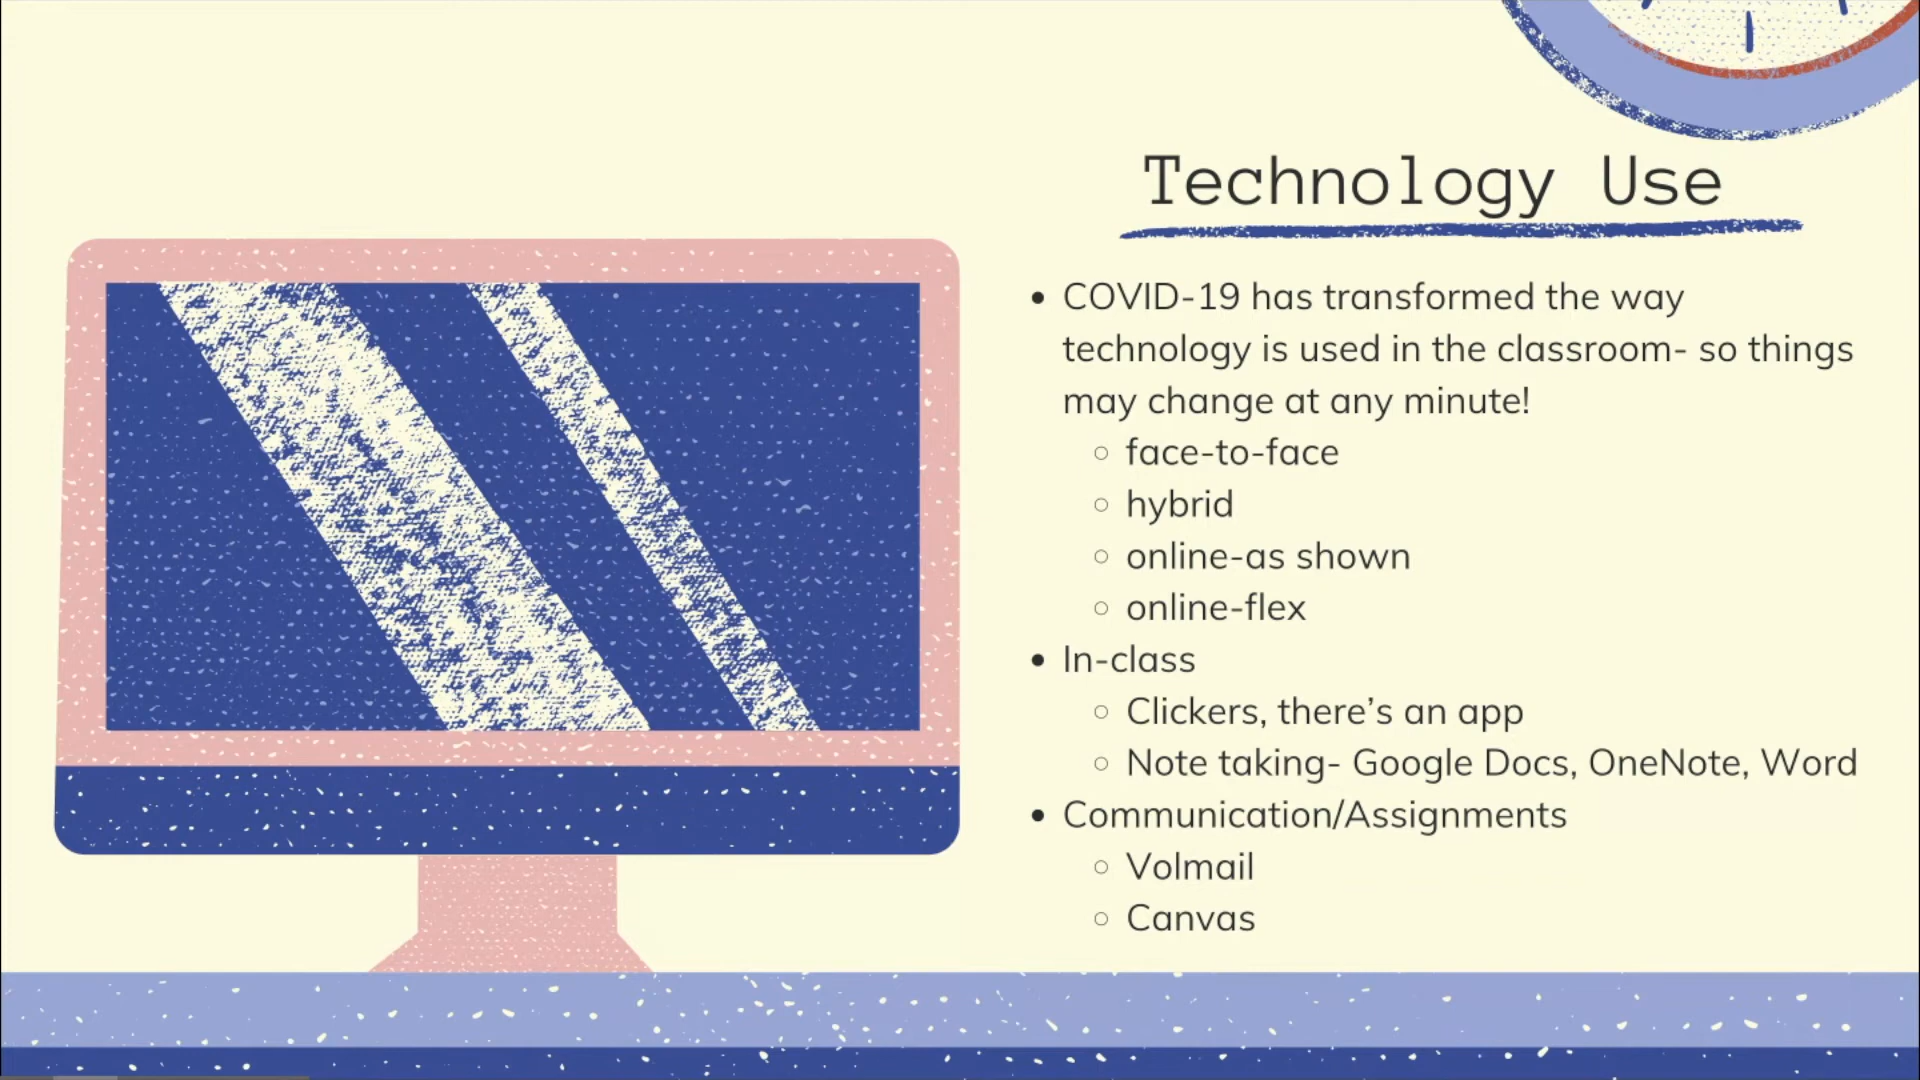 Technology Use
• COVID-19 has transformed the way
technology is used in the classroom- so things
may change at any minute!
○ face-to-face
○ hybrid
○ online-as shown
○ online-flex
• In-class
○ Clickers, there’s an app
○ Note taking- Google Docs, OneNote, Word
• Communication/Assignments
○ Volmail
○ Canvas